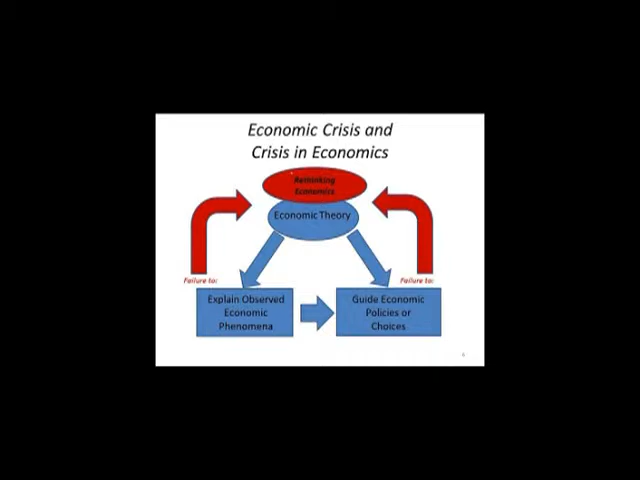 Economic Crisis and
Crisis in Economics
Rethinking
Economics
Economic Theory
Failure to:
Failure to:
Explain Observed
Economic
Phenomena
Guide Economic
Policies or
Choices